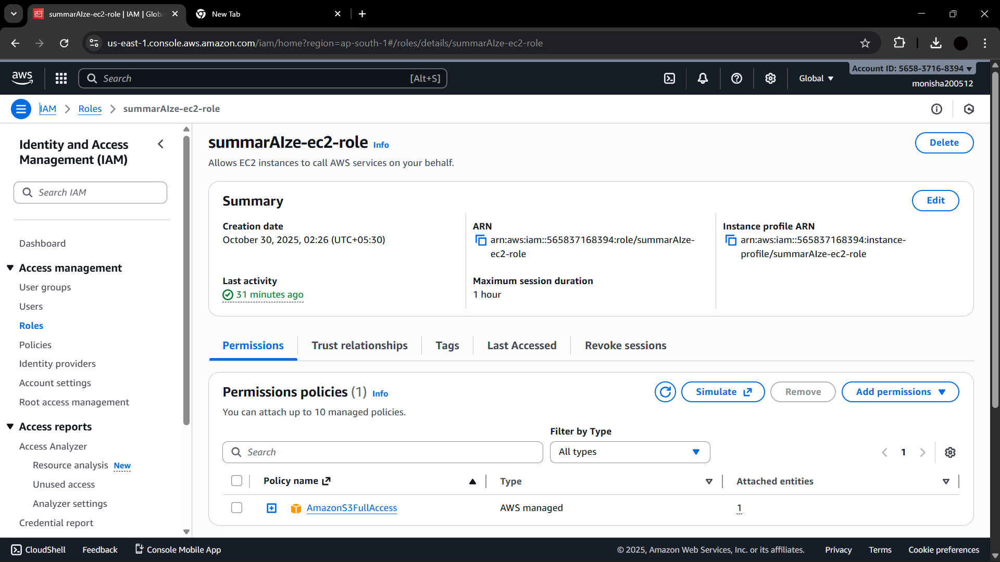 summarAIze-ec2-role | IAM | Glob
New Tab
us-east-1.console.aws.amazon.com/iam/home?region=ap-south-1#/roles/details/summarAIze-ec2-role
aws
Search
[Alt+S]
Global
Account ID: 5658-3716-8394
monisha200512
IAM
Roles
summarAIze-ec2-role
Identity and Access
Management (IAM)
Search IAM
Dashboard
Access management
User groups
Users
Roles
Policies
Identity providers
Account settings
Root access management
Access reports
Access Analyzer
Resource analysis New
Unused access
Analyzer settings
Credential report
summarAIze-ec2-role Info
Allows EC2 instances to call AWS services on your behalf.
Delete
Summary
Edit
Creation date
October 30, 2025, 02:26 (UTC+05:30)
ARN
arn:aws:iam::565837168394:role/summarAIze-
ec2-role
Instance profile ARN
arn:aws:iam::565837168394:instance-
profile/summarAIze-ec2-role
Last activity
31 minutes ago
Maximum session duration
1 hour
Permissions
Trust relationships
Tags
Last Accessed
Revoke sessions
Permissions policies (1) Info
You can attach up to 10 managed policies.
Simulate
Remove
Add permissions
Filter by Type
Search
All types
1
Policy name
Type
Attached entities
AmazonS3FullAccess
AWS managed
1
CloudShell
Feedback
Console Mobile App
© 2025, Amazon Web Services, Inc. or its affiliates.
Privacy
Terms
Cookie preferences